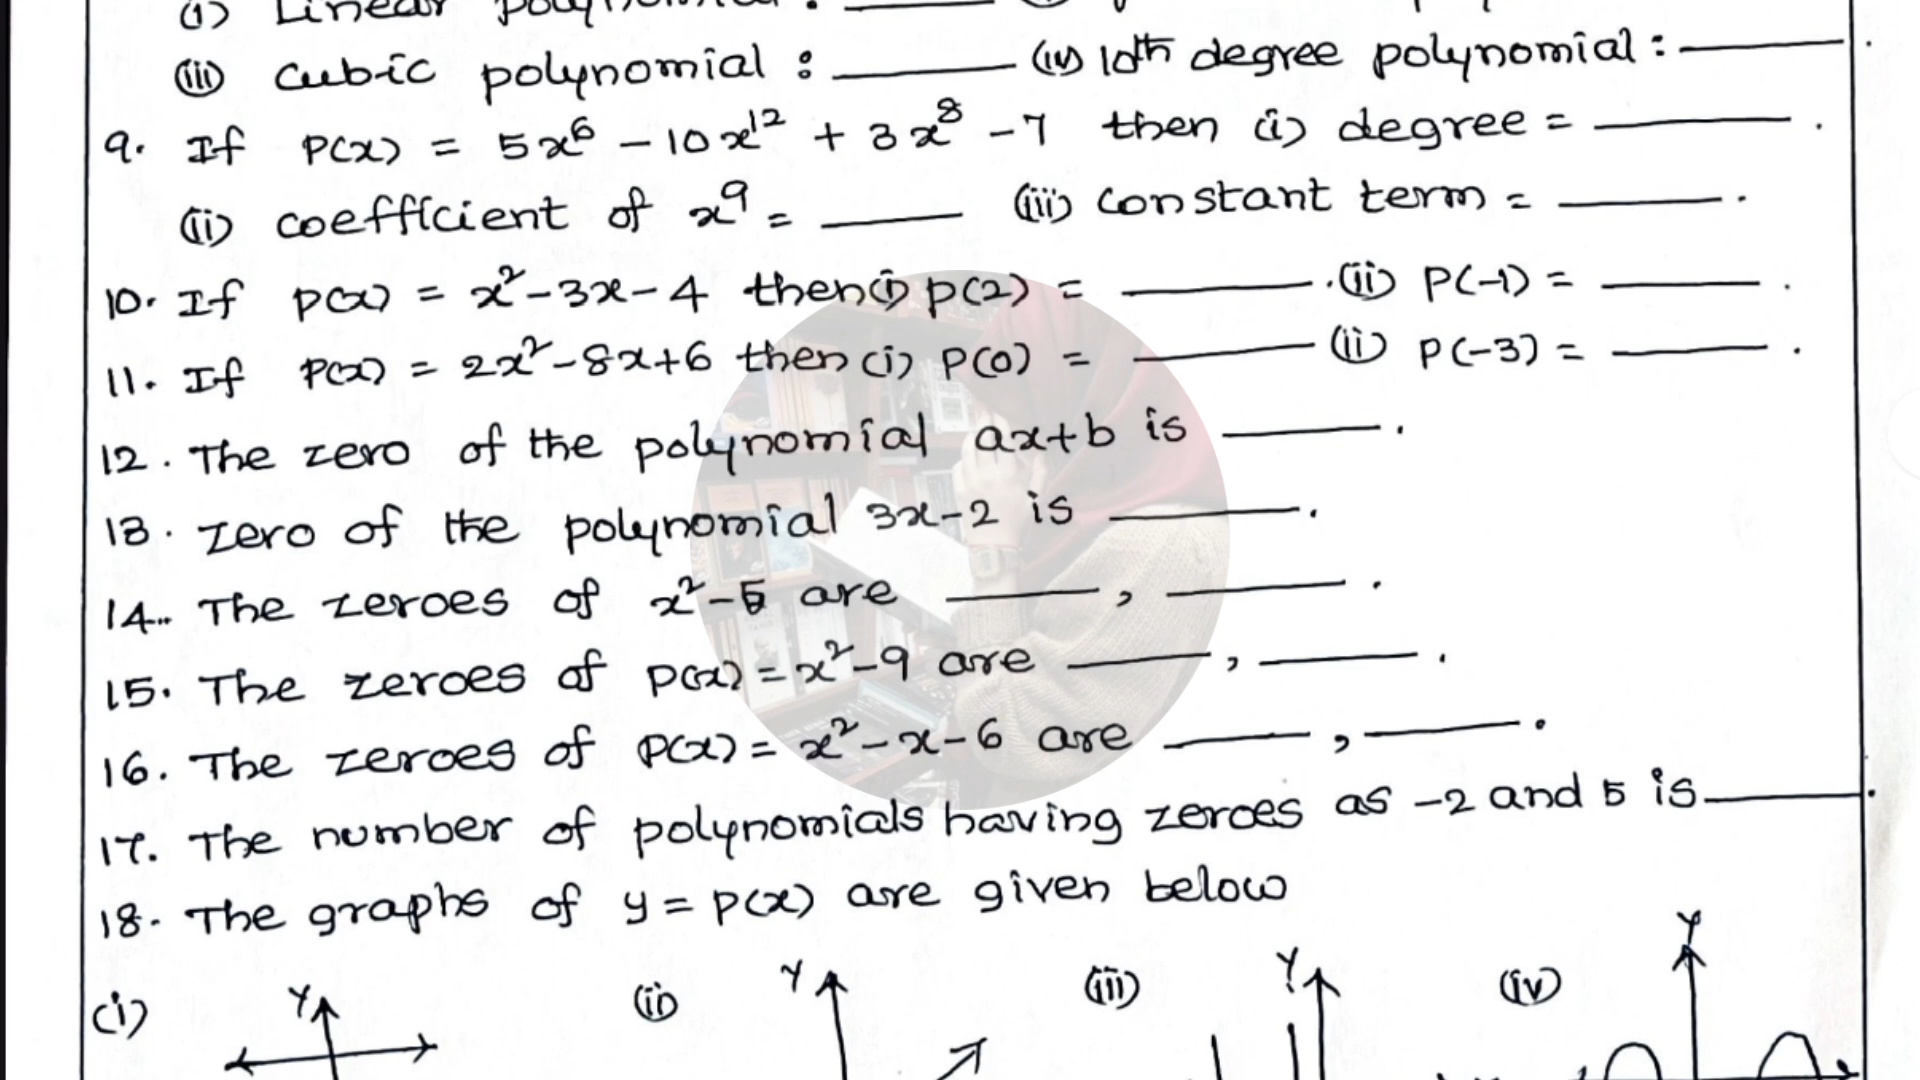 (i) Linear polynomial : ______
(iii) cubic polynomial : ______ (iv) 10th degree polynomial : ______ .
9. If P(x) = 5x⁶ - 10x¹² + 3x⁸ - 7 then (i) degree = ______ .
(ii) coefficient of x⁹ = ______ (iii) constant term = ______ .
10. If p(x) = x² - 3x - 4 then (i) p(2) = ______ . (ii) P(-1) = ______ .
11. If P(x) = 2x² - 8x + 6 then (i) P(0) = ______ (ii) P(-3) = ______ .
12. The zero of the polynomial ax+b is ______ .
13. Zero of the polynomial 3x-2 is ______ .
14. The zeroes of x²-5 are ______ , ______ .
15. The zeroes of p(x) = x²-9 are ______ , ______ .
16. The zeroes of P(x) = x²-x-6 are ______ , ______ .
17. The number of polynomials having zeroes as -2 and 5 is ______ .
18. The graphs of y = p(x) are given below
(i) Y (ii) Y (iii) Y (iv) Y